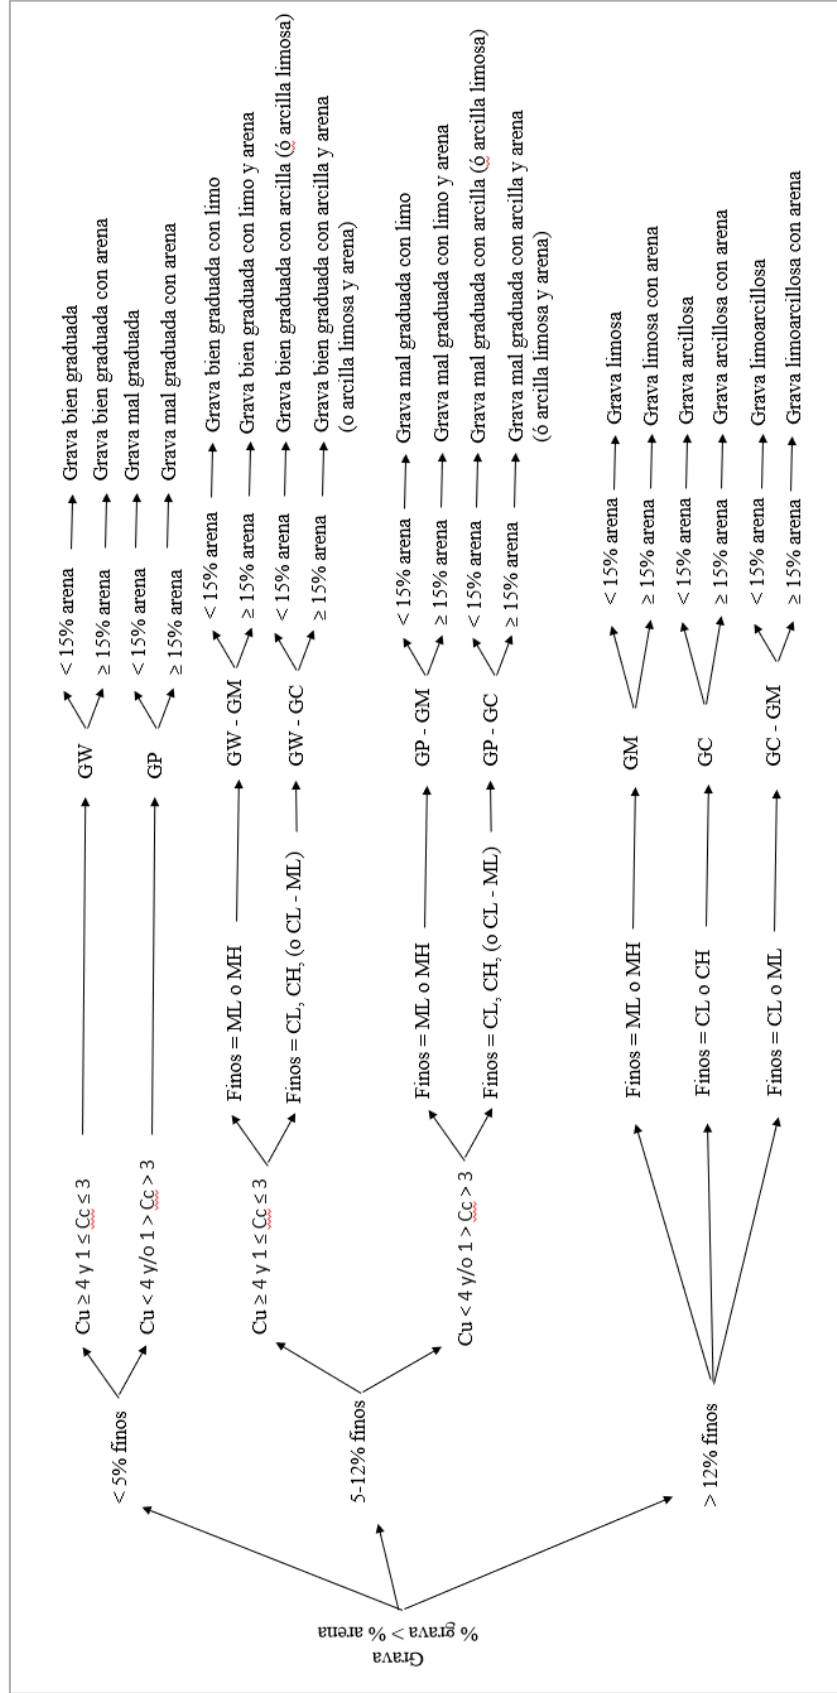 Grava
% grava > % arena
< 5% finos
Cu ≥ 4 y 1 ≤ Cc ≤ 3
GW
< 15% arena
Grava bien graduada
≥ 15% arena
Grava bien graduada con arena
Cu < 4 y/o 1 > Cc > 3
GP
< 15% arena
Grava mal graduada
≥ 15% arena
Grava mal graduada con arena
5-12% finos
Cu ≥ 4 y 1 ≤ Cc ≤ 3
Finos = ML o MH
GW - GM
< 15% arena
Grava bien graduada con limo
≥ 15% arena
Grava bien graduada con limo y arena
Finos = CL, CH, (o CL - ML)
GW - GC
< 15% arena
Grava bien graduada con arcilla (ó arcilla limosa)
≥ 15% arena
Grava bien graduada con arcilla y arena
(o arcilla limosa y arena)
Cu < 4 y/o 1 > Cc > 3
Finos = ML o MH
GP - GM
< 15% arena
Grava mal graduada con limo
≥ 15% arena
Grava mal graduada con limo y arena
Finos = CL, CH, (o CL - ML)
GP - GC
< 15% arena
Grava mal graduada con arcilla (ó arcilla limosa)
≥ 15% arena
Grava mal graduada con arcilla y arena
(ó arcilla limosa y arena)
> 12% finos
Finos = ML o MH
GM
< 15% arena
Grava limosa
≥ 15% arena
Grava limosa con arena
Finos = CL o CH
GC
< 15% arena
Grava arcillosa
≥ 15% arena
Grava arcillosa con arena
Finos = CL o ML
GC - GM
< 15% arena
Grava limoarcillosa
≥ 15% arena
Grava limoarcillosa con arena